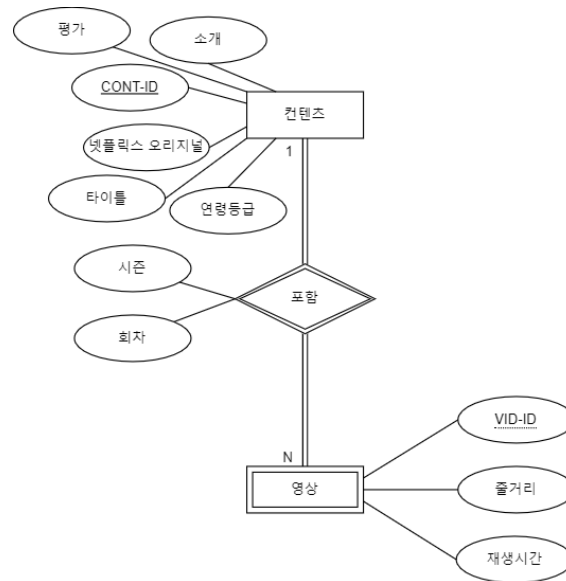 평가
소개
CONT-ID
컨텐츠
넷플릭스 오리지널
1
타이틀
연령등급
시즌
포함
회차
VID-ID
N
영상
줄거리
재생시간